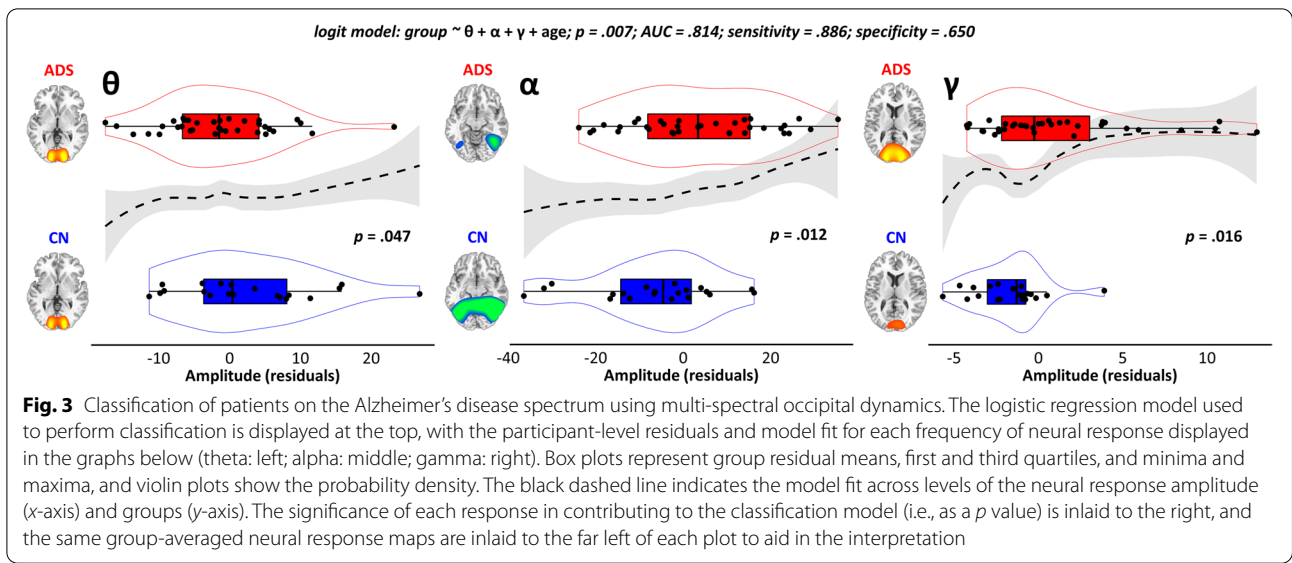 logit model: group ~ θ + α + γ + age; p = .007; AUC = .814; sensitivity = .886; specificity = .650
ADS
θ
ADS
α
ADS
γ
p = .047
p = .012
p = .016
CN
CN
CN
-10 0 10 20
-40 -20 0 20
-5 0 5 10
Amplitude (residuals)
Amplitude (residuals)
Amplitude (residuals)
Fig. 3 Classification of patients on the Alzheimer's disease spectrum using multi-spectral occipital dynamics. The logistic regression model used
to perform classification is displayed at the top, with the participant-level residuals and model fit for each frequency of neural response displayed
in the graphs below (theta: left; alpha: middle; gamma: right). Box plots represent group residual means, first and third quartiles, and minima and
maxima, and violin plots show the probability density. The black dashed line indicates the model fit across levels of the neural response amplitude
(x-axis) and groups (y-axis). The significance of each response in contributing to the classification model (i.e., as a p value) is inlaid to the right, and
the same group-averaged neural response maps are inlaid to the far left of each plot to aid in the interpretation